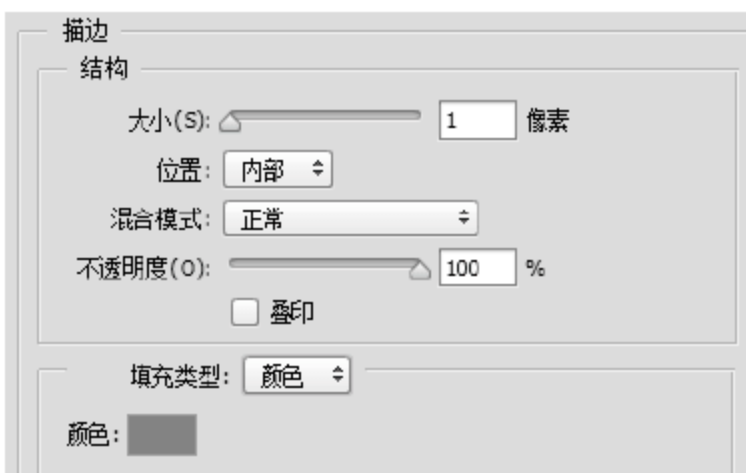 描边
结构
大小(S): 1 像素
位置: 内部
混合模式: 正常
不透明度(O): 100 %
叠印
填充类型: 颜色
颜色: